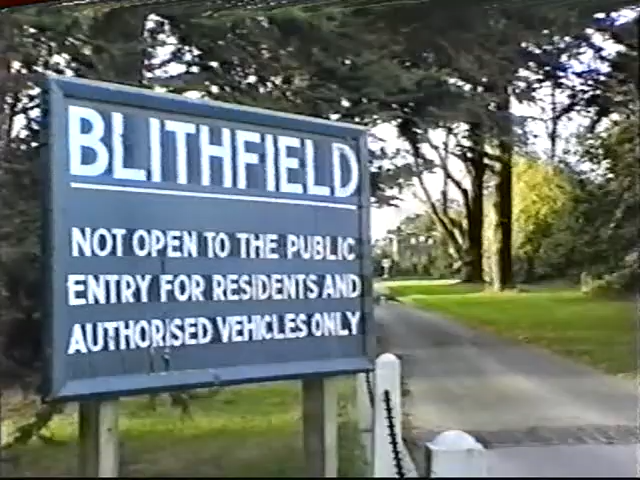 BLITHFIELD
NOT OPEN TO THE PUBLIC
ENTRY FOR RESIDENTS AND
AUTHORISED VEHICLES ONLY